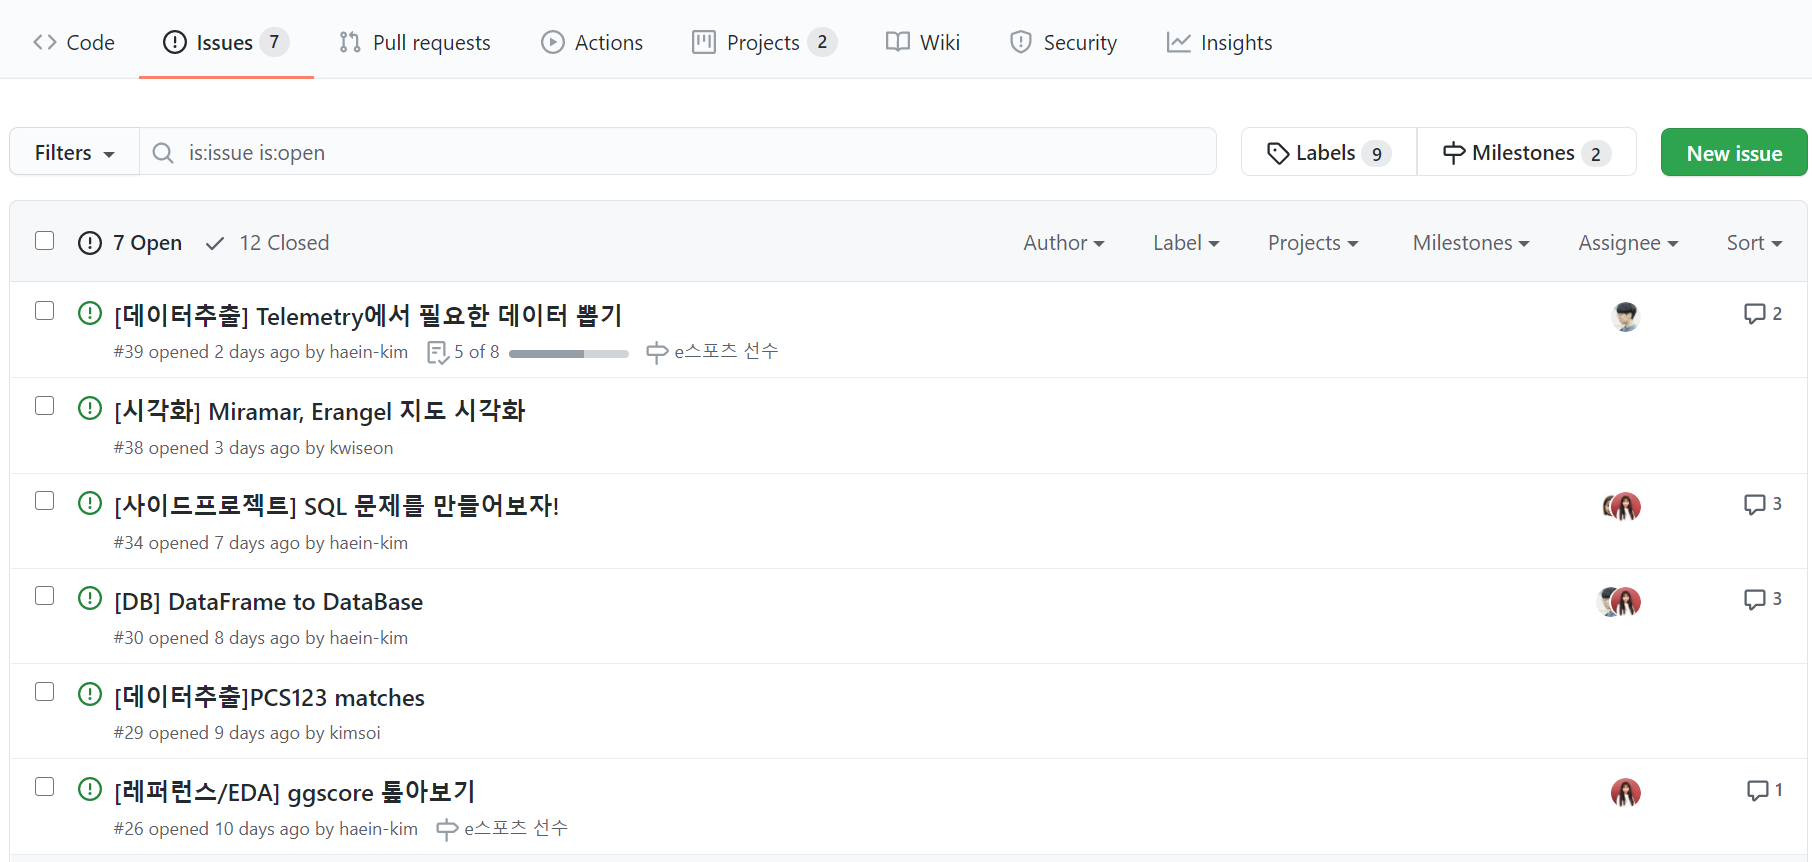 Code Issues 7 Pull requests Actions Projects 2 Wiki Security Insights
Filters is:issue is:open Labels 9 Milestones 2 New issue
7 Open 12 Closed Author Label Projects Milestones Assignee Sort
[데이터추출] Telemetry에서 필요한 데이터 뽑기 2
#39 opened 2 days ago by haein-kim 5 of 8 e스포츠 선수
[시각화] Miramar, Erangel 지도 시각화
#38 opened 3 days ago by kwiseon
[사이드프로젝트] SQL 문제를 만들어보자! 3
#34 opened 7 days ago by haein-kim
[DB] DataFrame to DataBase 3
#30 opened 8 days ago by haein-kim
[데이터추출]PCS123 matches
#29 opened 9 days ago by kimsoi
[레퍼런스/EDA] ggscore 톺아보기 1
#26 opened 10 days ago by haein-kim e스포츠 선수